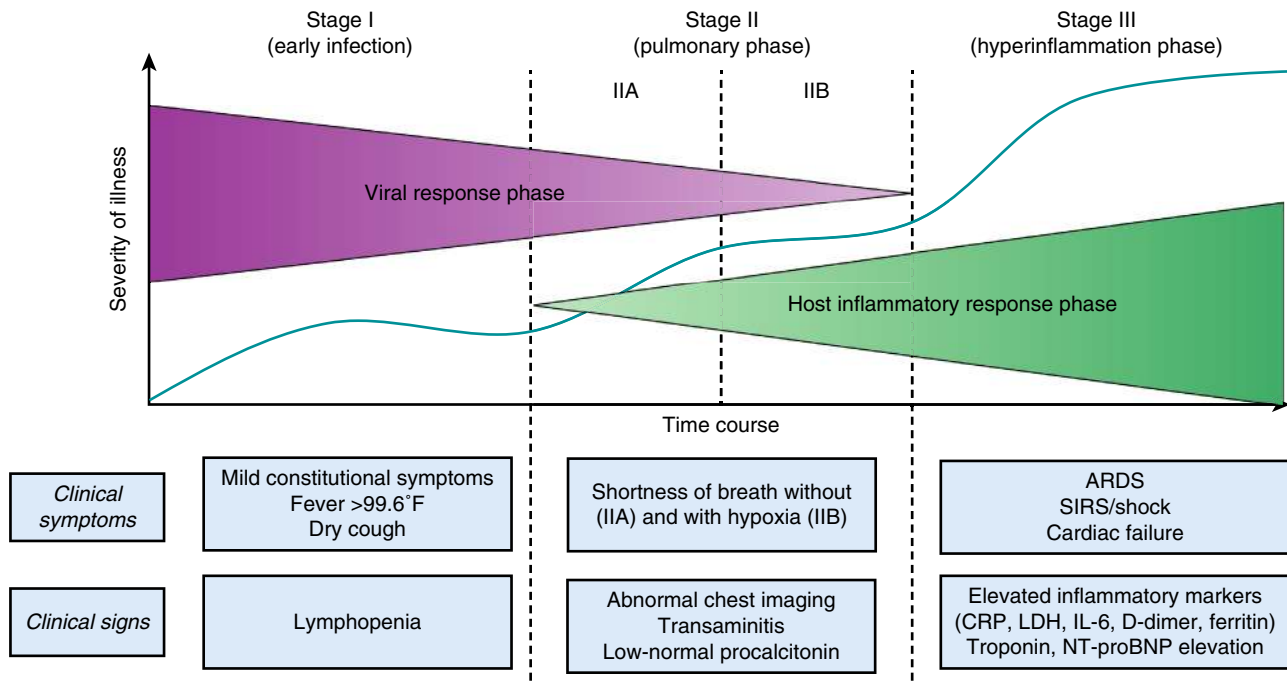 Stage I
(early infection)
Stage II
(pulmonary phase)
Stage III
(hyperinflammation phase)
IIA
IIB
Severity of illness
Viral response phase
Host inflammatory response phase
Time course
Clinical
symptoms
Mild constitutional symptoms
Fever >99.6˚F
Dry cough
Shortness of breath without
(IIA) and with hypoxia (IIB)
ARDS
SIRS/shock
Cardiac failure
Clinical signs
Lymphopenia
Abnormal chest imaging
Transaminitis
Low-normal procalcitonin
Elevated inflammatory markers
(CRP, LDH, IL-6, D-dimer, ferritin)
Troponin, NT-proBNP elevation